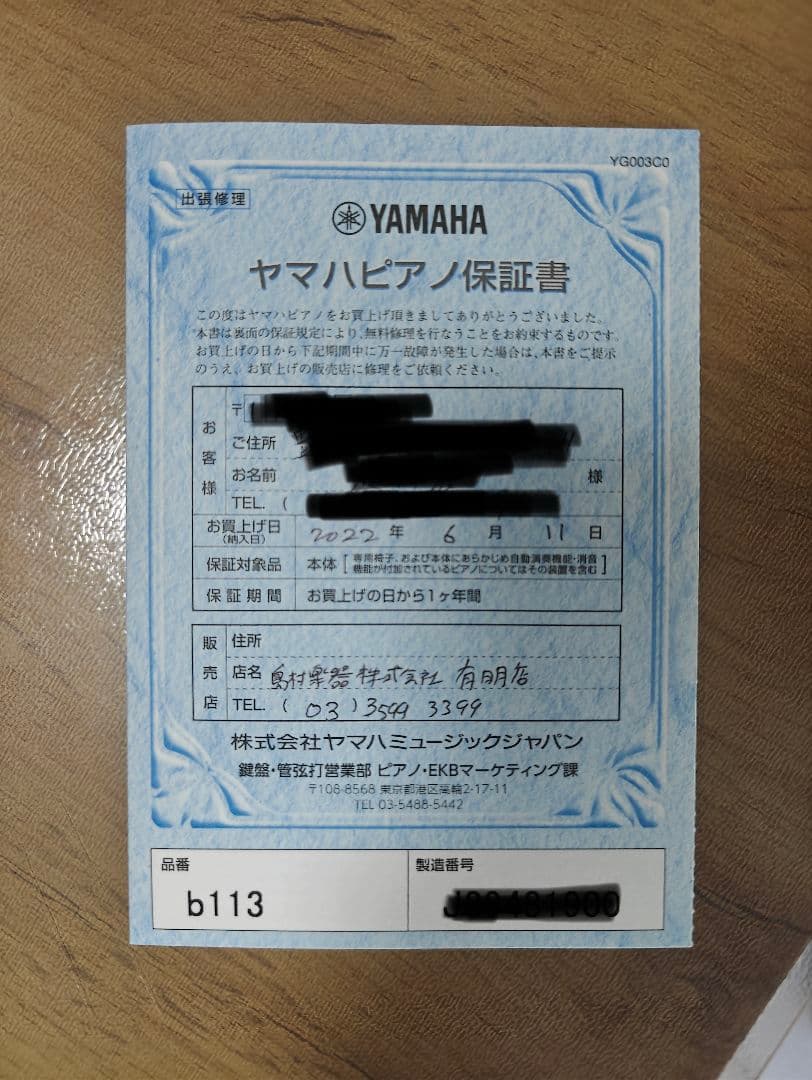 YG003C0
出張修理
YAMAHA
ヤマハピアノ保証書
この度はヤマハピアノをお買上げ頂きましてありがとうございました。
本書は裏面の保証規定により、無料修理を行なうことをお約束するものです。
お買上げの日から下記期間中に万一故障が発生した場合は、本書をご提示
のうえ、お買上げの販売店に修理をご依頼ください。
お客様
〒
ご住所
お名前 様
TEL. (
お買上げ日 2022 年 6 月 11 日
(納入日)
保証対象品 本体 [専用椅子、および本体にあらかじめ自動演奏機能・消音
機能が付加されているピアノについてはその装置を含む]
保証期間 お買上げの日から1ヶ年間
販売店
住所
店名 島村楽器株式会社 有明店
TEL. ( 03 ) 3599 3399
株式会社ヤマハミュージックジャパン
鍵盤・管弦打営業部 ピアノ・EKBマーケティング課
〒108-8568 東京都港区高輪2-17-11
TEL 03-5488-5442
品番
b113
製造番号